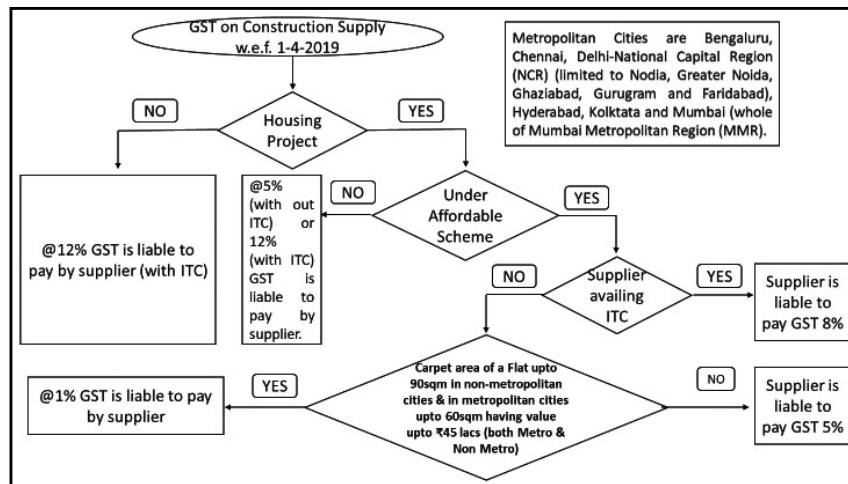 GST on Construction Supply
w.e.f. 1-4-2019
Metropolitan Cities are Bengaluru,
Chennai, Delhi-National Capital Region
(NCR) (limited to Nodia, Greater Noida,
Ghaziabad, Gurugram and Faridabad),
Hyderabad, Kolktata and Mumbai (whole
of Mumbai Metropolitan Region (MMR).
NO
YES
Housing
Project
@12% GST is liable to
pay by supplier (with ITC)
@5%
(with out
ITC) or
12%
(with ITC)
GST is
liable to
pay by
supplier.
NO
Under
Affordable
Scheme
YES
NO
Supplier
availing
ITC
YES
Supplier is
liable to
pay GST 8%
@1% GST is liable to pay
by supplier
YES
Carpet area of a Flat upto
90sqm in non-metropolitan
cities & in metropolitan cities
upto 60sqm having value
upto ₹45 lacs (both Metro &
Non Metro)
NO
Supplier is
liable to
pay GST 5%